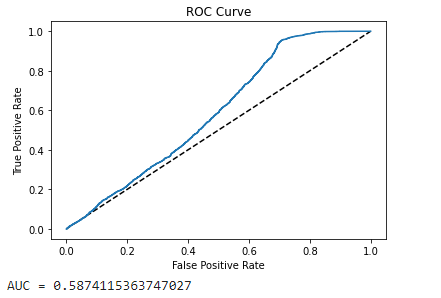 ROC Curve
1.0
0.8
0.6
0.4
0.2
0.0
True Positive Rate
0.0 0.2 0.4 0.6 0.8 1.0
False Positive Rate
AUC = 0.5874115363747027